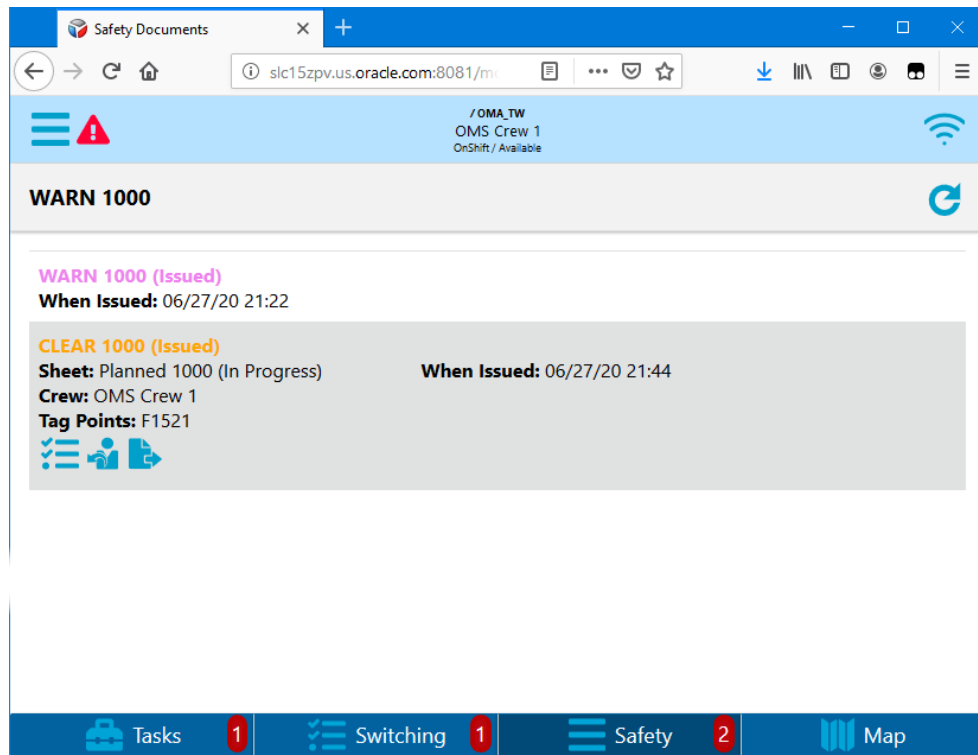 Safety Documents
slc15zpv.us.oracle.com:8081/m
/ OMA_TW
OMS Crew 1
OnShift / Available
WARN 1000
WARN 1000 (Issued)
When Issued: 06/27/20 21:22
CLEAR 1000 (Issued)
Sheet: Planned 1000 (In Progress) When Issued: 06/27/20 21:44
Crew: OMS Crew 1
Tag Points: F1521
Tasks 1 Switching 1 Safety 2 Map